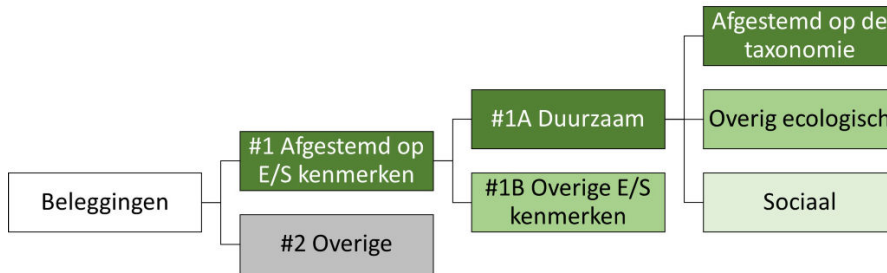 Afgestemd op de
taxonomie
#1A Duurzaam
Overig ecologisch
#1 Afgestemd op
E/S kenmerken
Beleggingen
#1B Overige E/S
kenmerken
Sociaal
#2 Overige